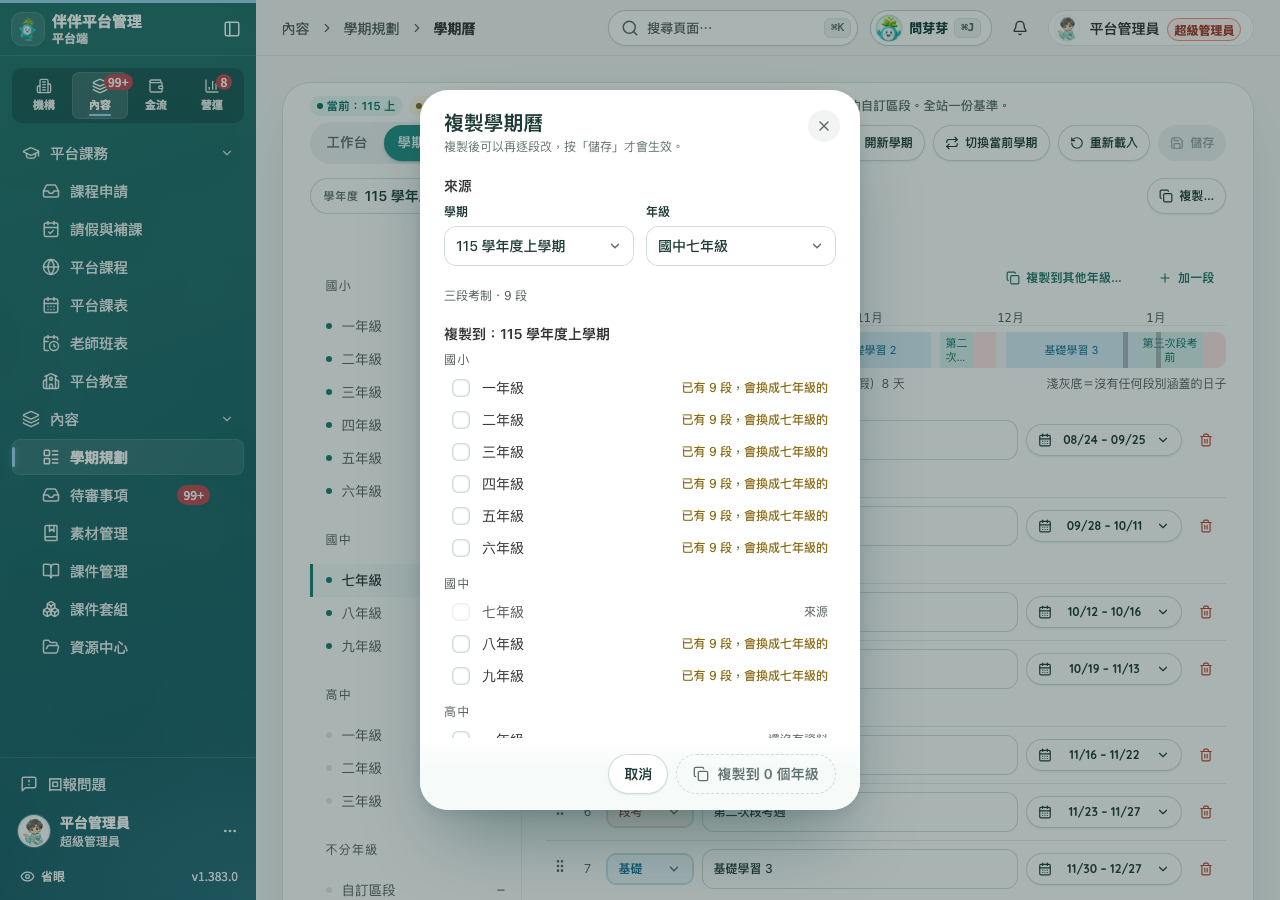 伴伴平台管理
平台端
機構
99+
內容
金流
8
營運
平台課務
課程申請
請假與補課
平台課程
平台課表
老師班表
平台教室
內容
學期規劃
待審事項
99+
素材管理
課件管理
課件套組
資源中心
回報問題
平台管理員
超級管理員
省眼
v1.383.0
內容
學期規劃
學期曆
搜尋頁面…
⌘K
問芽芽
⌘J
平台管理員
超級管理員
當前：115 上
自訂區段。全站一份基準。
工作台
學期
開新學期
切換當前學期
重新載入
儲存
學年度 115 學年
複製...
國小
一年級
二年級
三年級
四年級
五年級
六年級
國中
七年級
八年級
九年級
高中
一年級
二年級
三年級
不分年級
自訂區段
–
複製到其他年級...
加一段
11月
12月
1月
基礎學習 2
第二次...
基礎學習 3
第三次段考前
假）8 天
淺灰底＝沒有任何段別涵蓋的日子
08/24 – 09/25
09/28 – 10/11
10/12 – 10/16
10/19 – 11/13
11/16 – 11/22
6
段考
第二次段考週
11/23 – 11/27
7
基礎
基礎學習 3
11/30 – 12/27
複製學期曆
複製後可以再逐段改，按「儲存」才會生效。
來源
學期
年級
115 學年度上學期
國中七年級
三段考制 · 9 段
複製到：115 學年度上學期
國小
一年級
已有 9 段，會換成七年級的
二年級
已有 9 段，會換成七年級的
三年級
已有 9 段，會換成七年級的
四年級
已有 9 段，會換成七年級的
五年級
已有 9 段，會換成七年級的
六年級
已有 9 段，會換成七年級的
國中
七年級
來源
八年級
已有 9 段，會換成七年級的
九年級
已有 9 段，會換成七年級的
高中
一年級
還沒有資料
取消
複製到 0 個年級